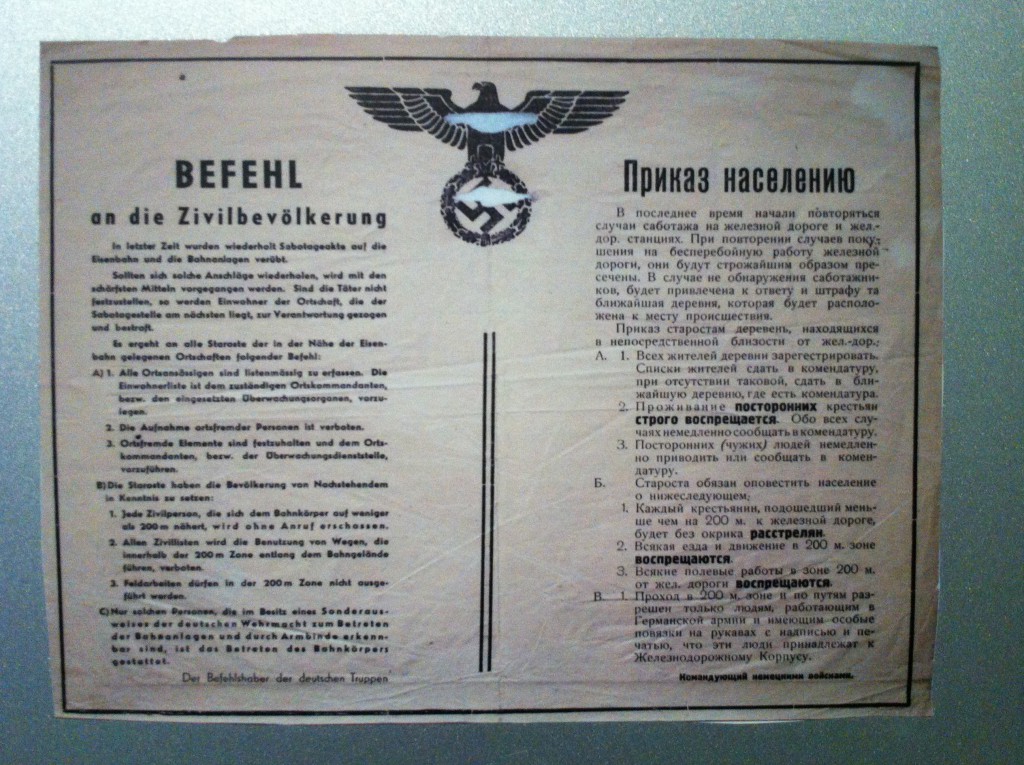 BEFEHL
an die Zivilbevölkerung
In letzter Zeit wurden wiederholt Sabotageakte auf die
Eisenbahn und die Bahnanlagen verübt.
Sollten sich solche Anschläge wiederholen, wird mit den
schärfsten Mitteln vorgegangen werden. Sind die Täter nicht
festzustellen, so werden Einwohner der Ortschaft, die der
Sabotagestelle am nächsten liegt, zur Verantwortung gezogen
und bestraft.
Es ergeht an alle Staroste der in der Nähe der Eisen-
bahn gelegenen Ortschaften folgender Befehl:
A) 1. Alle Ortsansässigen sind listenmässig zu erfassen. Die
Einwohnerliste ist dem zuständigen Ortskommandanten,
bezw. den eingesetzten Überwachungsorganen, vorzu-
legen.
2. Die Aufnahme ortsfremder Personen ist verboten.
3. Ortsfremde Elemente sind festzuhalten und dem Orts-
kommandanten, bezw. der Überwachungsdienststelle,
vorzuführen.
B) Die Staroste haben die Bevölkerung von Nachstehendem
in Kenntnis zu setzen:
1. Jede Zivilperson, die sich dem Bahnkörper auf weniger
als 200 m nähert, wird ohne Anruf erschossen.
2. Allen Zivilisten wird die Benutzung von Wegen, die
innerhalb der 200 m Zone entlang dem Bahngelände
führen, verboten.
3. Feldarbeiten dürfen in der 200 m Zone nicht ausge-
führt werden.
C) Nur solchen Personen, die im Besitz eines Sonderaus-
weises der deutschen Wehrmacht zum Betreten
der Bahnanlagen und durch Armbinde erkenn-
bar sind, ist das Betreten des Bahnkörpers
gestattet.
Der Befehlshaber der deutschen Truppen
Приказ населению
В последнее время начали повторяться
случаи саботажа на железной дороге и жел.-
дор. станциях. При повторении случаев поку-
шения на бесперебойную работу железной
дороги, они будут строжайшим образом пре-
сечены. В случае не обнаружения саботажни-
ков, будет привлечена к ответу и штрафу та
ближайшая деревня, которая будет располо-
жена к месту происшествия.
Приказ старостам деревень, находящихся
в непосредственной близости от жел.-дор.:
А. 1. Всех жителей деревни зарегестрировать.
Списки жителей сдать в комендатуру,
при отсутствии таковой, сдать в бли-
жайшую деревню, где есть комендатура.
2. Проживание посторонних крестьян
строго воспрещается. Обо всех слу-
чаях немедленно сообщать в комендатуру.
3. Посторонних (чужих) людей немедлен-
но приводить или сообщать в комен-
датуру.
Б. Староста обязан оповестить население
о нижеследующем;
1. Каждый крестьянин, подошедший мень-
ше чем на 200 м. к железной дороге,
будет без окрика расстрелян.
2. Всякая езда и движение в 200 м. зоне
воспрещаются.
3. Всякие полевые работы в зоне 200 м.
от жел. дороги воспрещаются.
В. 1. Проход в 200 м. зоне и по путям раз-
решен только людям, работающим в
Германской армии и имеющим особые
повязки на рукавах с надписью и пе-
чатью, что эти люди принадлежат к
Железнодорожному Корпусу.
Командующий немецкими войсками.